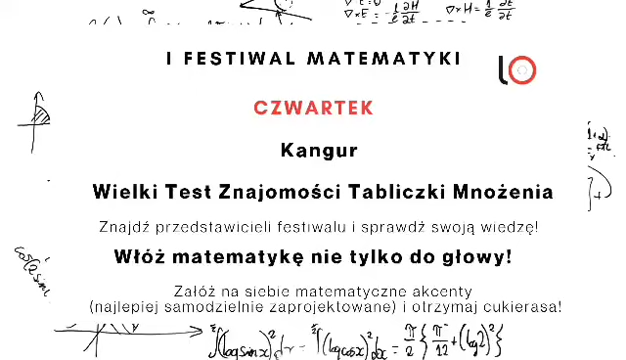 I FESTIWAL MATEMATYKI
LO
CZWARTEK
Kangur
Wielki Test Znajomości Tabliczki Mnożenia
Znajdź przedstawicieli festiwalu i sprawdź swoją wiedzę!
Włóż matematykę nie tylko do głowy!
Załóż na siebie matematyczne akcenty
(najlepiej samodzielnie zaprojektowane) i otrzymaj cukierasa!